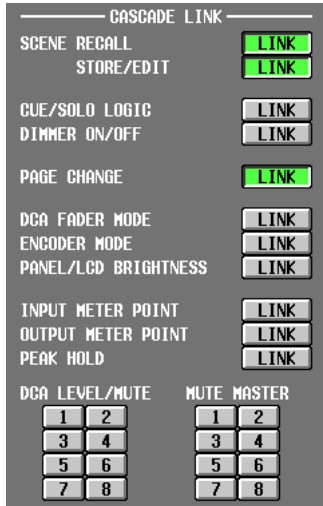 CASCADE LINK
SCENE RECALL LINK
STORE/EDIT LINK
CUE/SOLO LOGIC LINK
DIMMER ON/OFF LINK
PAGE CHANGE LINK
DCA FADER MODE LINK
ENCODER MODE LINK
PANEL/LCD BRIGHTNESS LINK
INPUT METER POINT LINK
OUTPUT METER POINT LINK
PEAK HOLD LINK
DCA LEVEL/MUTE MUTE MASTER
1 2 1 2
3 4 3 4
5 6 5 6
7 8 7 8